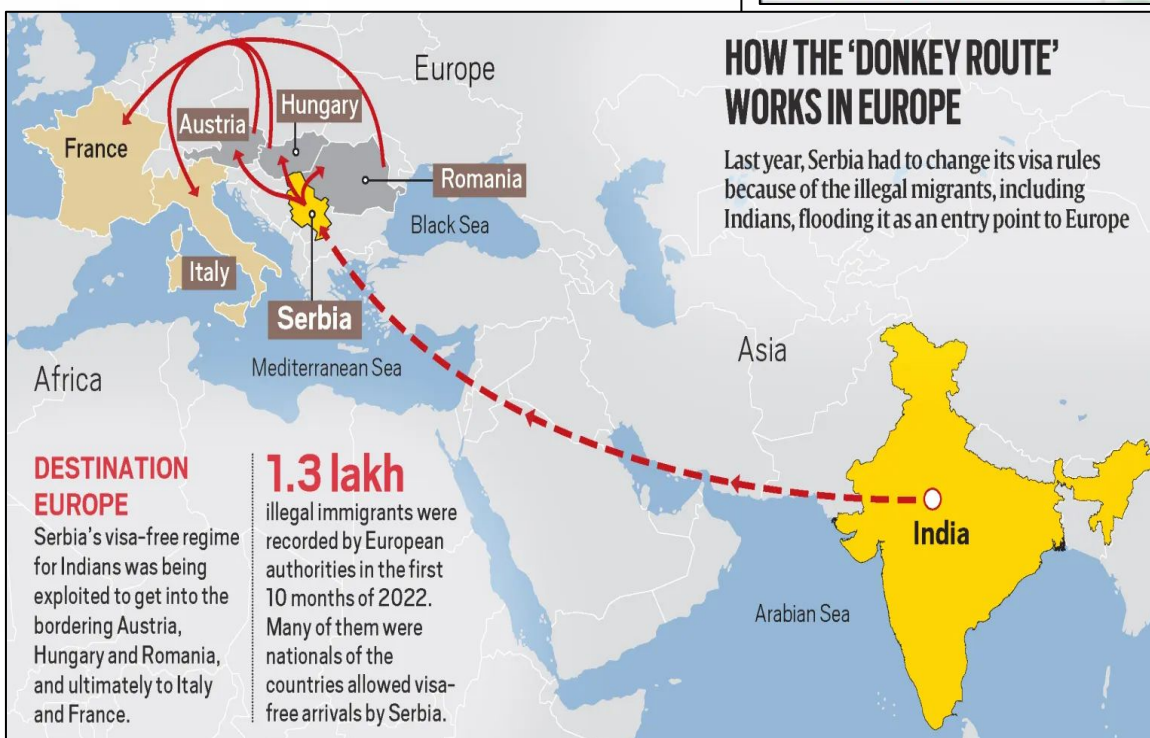 HOW THE ‘DONKEY ROUTE’
WORKS IN EUROPE
Last year, Serbia had to change its visa rules
because of the illegal migrants, including
Indians, flooding it as an entry point to Europe
Europe
Hungary
Austria
France
Romania
Black Sea
Italy
Serbia
Mediterranean Sea
Asia
Africa
India
Arabian Sea
DESTINATION
EUROPE
Serbia’s visa-free regime
for Indians was being
exploited to get into the
bordering Austria,
Hungary and Romania,
and ultimately to Italy
and France.
1.3 lakh
illegal immigrants were
recorded by European
authorities in the first
10 months of 2022.
Many of them were
nationals of the
countries allowed visa-
free arrivals by Serbia.